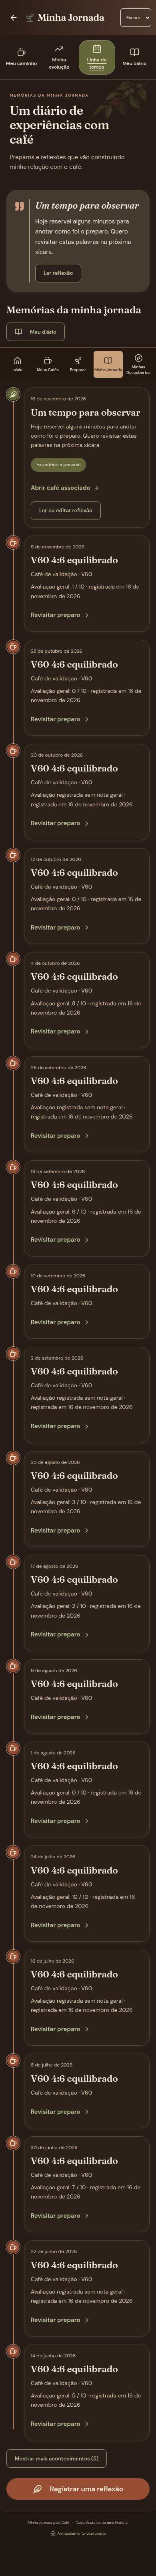 Minha Jornada
Escuro
Meu caminho
Minha
evolução
Linha do
tempo
Meu diário
MEMÓRIAS DA MINHA JORNADA
Um diário de
experiências com
café
Preparos e reflexões que vão construindo
minha relação com o café.
Um tempo para observar
Hoje reservei alguns minutos para
anotar como foi o preparo. Quero
revisitar estas palavras na próxima
xícara.
Ler reflexão
Memórias da minha jornada
Meu diário
Início
Meus Cafés
Preparar
Minha Jornada
Minhas
Descobertas
16 de novembro de 2026
Um tempo para observar
Hoje reservei alguns minutos para anotar
como foi o preparo. Quero revisitar estas
palavras na próxima xícara.
Experiência pessoal
Abrir café associado
Ler ou editar reflexão
5 de novembro de 2026
V60 4:6 equilibrado
Café de validação · V60
Avaliação geral: 1 / 10 · registrada em 16 de
novembro de 2026
Revisitar preparo
28 de outubro de 2026
V60 4:6 equilibrado
Café de validação · V60
Avaliação geral: 0 / 10 · registrada em 16 de
novembro de 2026
Revisitar preparo
20 de outubro de 2026
V60 4:6 equilibrado
Café de validação · V60
Avaliação registrada sem nota geral ·
registrada em 16 de novembro de 2026
Revisitar preparo
12 de outubro de 2026
V60 4:6 equilibrado
Café de validação · V60
Avaliação geral: 0 / 10 · registrada em 16 de
novembro de 2026
Revisitar preparo
4 de outubro de 2026
V60 4:6 equilibrado
Café de validação · V60
Avaliação geral: 8 / 10 · registrada em 16 de
novembro de 2026
Revisitar preparo
26 de setembro de 2026
V60 4:6 equilibrado
Café de validação · V60
Avaliação registrada sem nota geral ·
registrada em 16 de novembro de 2026
Revisitar preparo
18 de setembro de 2026
V60 4:6 equilibrado
Café de validação · V60
Avaliação geral: 6 / 10 · registrada em 16 de
novembro de 2026
Revisitar preparo
10 de setembro de 2026
V60 4:6 equilibrado
Café de validação · V60
Revisitar preparo
2 de setembro de 2026
V60 4:6 equilibrado
Café de validação · V60
Avaliação registrada sem nota geral ·
registrada em 16 de novembro de 2026
Revisitar preparo
25 de agosto de 2026
V60 4:6 equilibrado
Café de validação · V60
Avaliação geral: 3 / 10 · registrada em 16 de
novembro de 2026
Revisitar preparo
17 de agosto de 2026
V60 4:6 equilibrado
Café de validação · V60
Avaliação geral: 2 / 10 · registrada em 16 de
novembro de 2026
Revisitar preparo
9 de agosto de 2026
V60 4:6 equilibrado
Café de validação · V60
Revisitar preparo
1 de agosto de 2026
V60 4:6 equilibrado
Café de validação · V60
Avaliação geral: 0 / 10 · registrada em 16 de
novembro de 2026
Revisitar preparo
24 de julho de 2026
V60 4:6 equilibrado
Café de validação · V60
Avaliação geral: 10 / 10 · registrada em 16
de novembro de 2026
Revisitar preparo
16 de julho de 2026
V60 4:6 equilibrado
Café de validação · V60
Avaliação registrada sem nota geral ·
registrada em 16 de novembro de 2026
Revisitar preparo
8 de julho de 2026
V60 4:6 equilibrado
Café de validação · V60
Revisitar preparo
30 de junho de 2026
V60 4:6 equilibrado
Café de validação · V60
Avaliação geral: 7 / 10 · registrada em 16 de
novembro de 2026
Revisitar preparo
22 de junho de 2026
V60 4:6 equilibrado
Café de validação · V60
Avaliação registrada sem nota geral ·
registrada em 16 de novembro de 2026
Revisitar preparo
14 de junho de 2026
V60 4:6 equilibrado
Café de validação · V60
Avaliação geral: 5 / 10 · registrada em 16 de
novembro de 2026
Revisitar preparo
Mostrar mais acontecimentos (5)
Registrar uma reflexão
Minha Jornada pelo Café · Cada xícara conta uma história.
Armazenamento local pronto